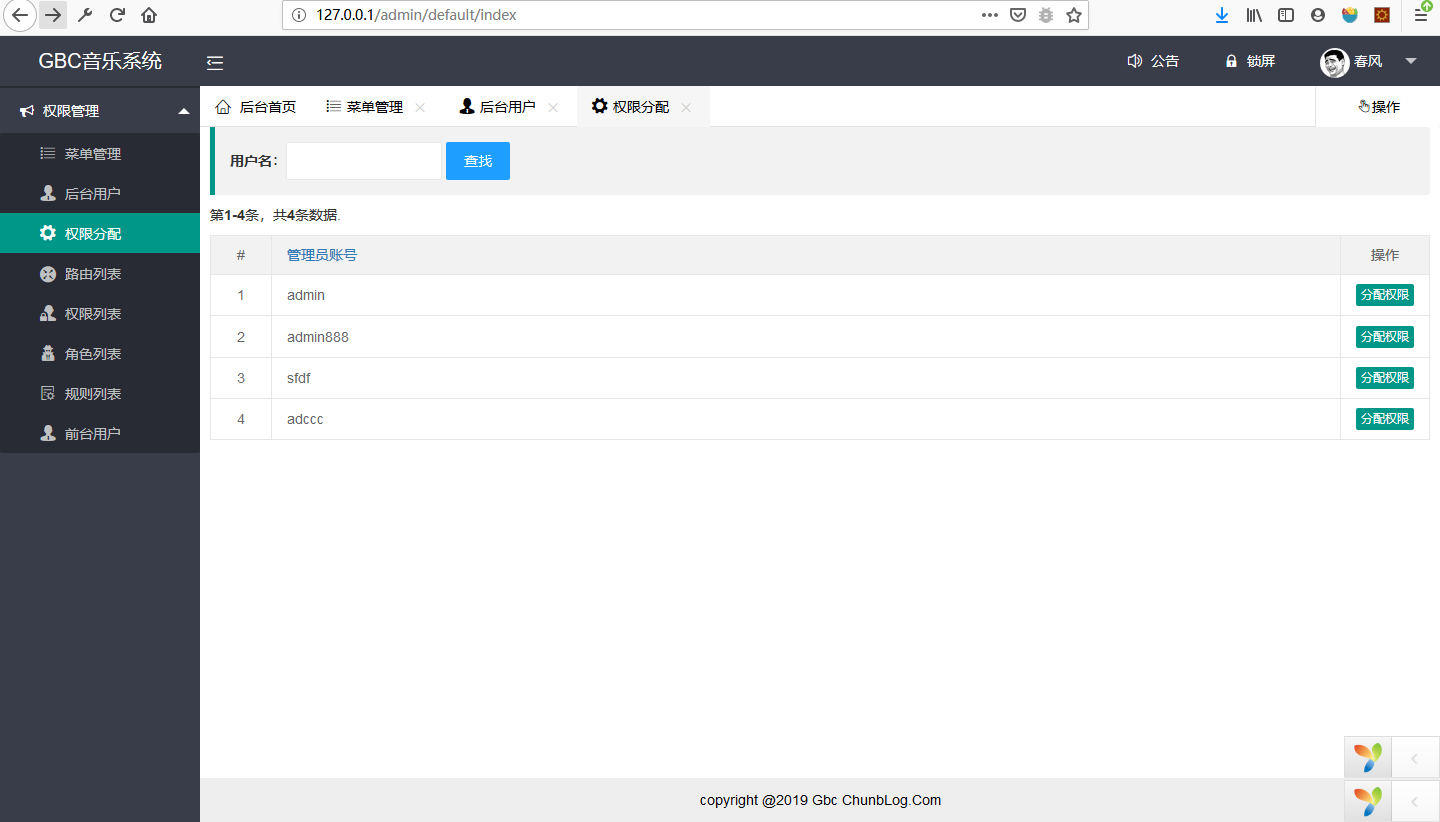 127.0.0.1/admin/default/index
GBC音乐系统
公告
锁屏
春风
权限管理
菜单管理
后台用户
权限分配
路由列表
权限列表
角色列表
规则列表
前台用户
后台首页
菜单管理
后台用户
权限分配
操作
用户名：
查找
第1-4条，共4条数据.
# 管理员账号 操作
1 admin 分配权限
2 admin888 分配权限
3 sfdf 分配权限
4 adccc 分配权限
copyright @2019 Gbc ChunbLog.Com